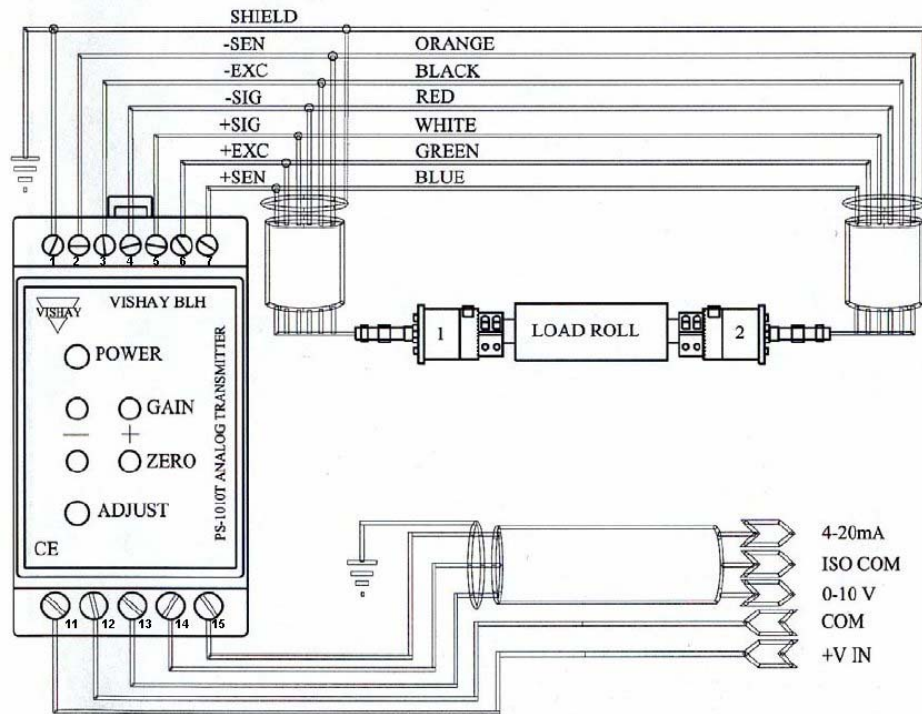 SHIELD
-SEN ORANGE
-EXC BLACK
-SIG RED
+SIG WHITE
+EXC GREEN
+SEN BLUE
1 2 3 4 5 6 7
VISHAY
VISHAY BLH
POWER
GAIN
ZERO
ADJUST
CE
PS-1010T ANALOG TRANSMITTER
11 12 13 14 15
1
LOAD ROLL
2
4-20mA
ISO COM
0-10 V
COM
+V IN